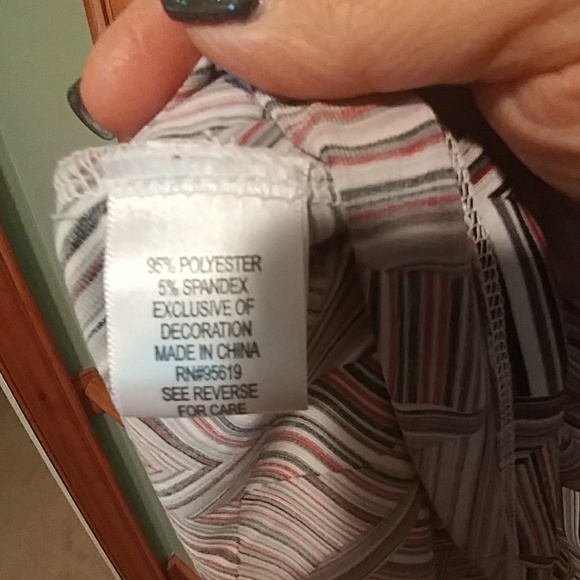 95% POLYESTER
5% SPANDEX
EXCLUSIVE OF
DECORATION
MADE IN CHINA
RN#95619
SEE REVERSE
FOR CARE